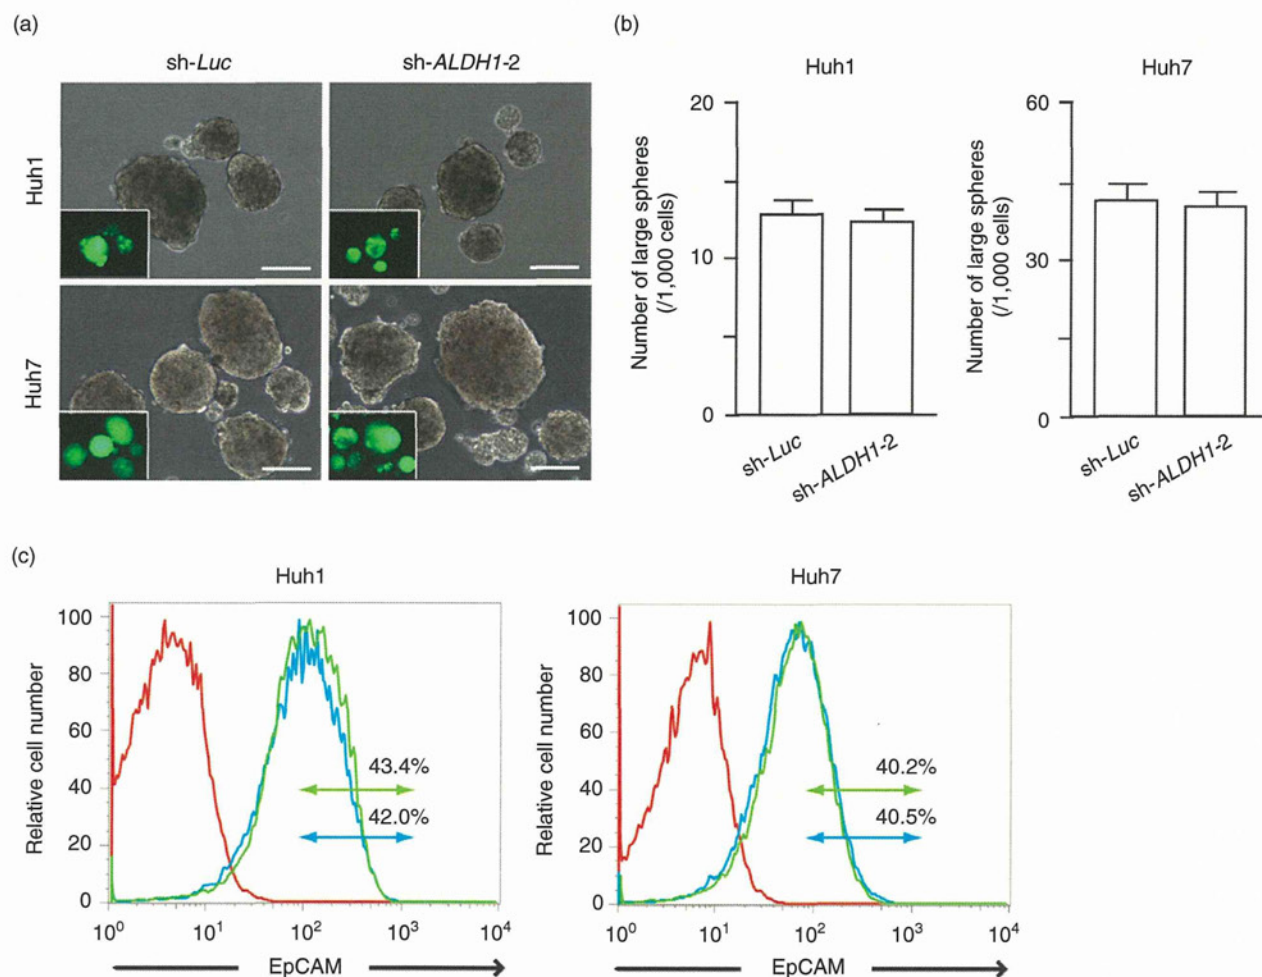 (a)
sh-Luc
sh-ALDH1-2
Huh1
Huh7
(b)
Huh1
Number of large spheres
(/1,000 cells)
20
10
0
sh-Luc
sh-ALDH1-2
Huh7
Number of large spheres
(/1,000 cells)
60
30
0
sh-Luc
sh-ALDH1-2
(c)
Huh1
Relative cell number
100
80
60
40
20
0
43.4%
42.0%
10⁰ 10¹ 10² 10³ 10⁴
EpCAM
Huh7
Relative cell number
100
80
60
40
20
0
40.2%
40.5%
10⁰ 10¹ 10² 10³ 10⁴
EpCAM